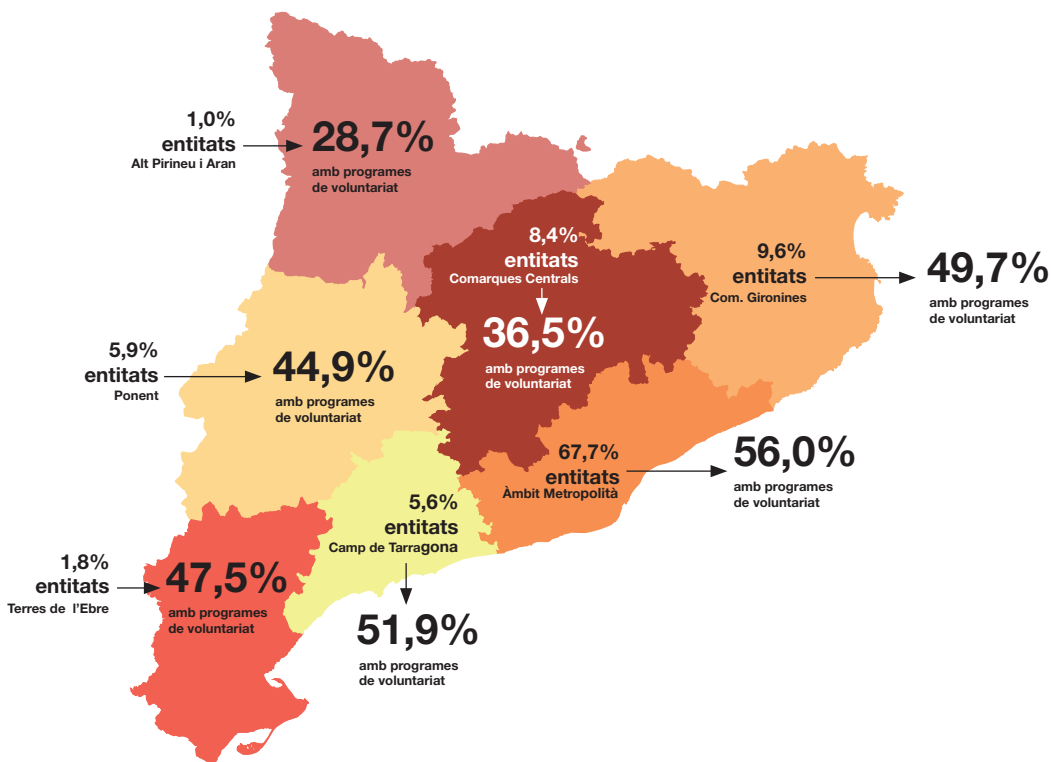 1,0%
entitats
Alt Pirineu i Aran
28,7%
amb programes
de voluntariat
8,4%
entitats
Comarques Centrals
36,5%
amb programes
de voluntariat
9,6%
entitats
Com. Gironines
49,7%
amb programes
de voluntariat
5,9%
entitats
Ponent
44,9%
amb programes
de voluntariat
67,7%
entitats
Àmbit Metropolità
56,0%
amb programes
de voluntariat
5,6%
entitats
Camp de Tarragona
51,9%
amb programes
de voluntariat
1,8%
entitats
Terres de l'Ebre
47,5%
amb programes
de voluntariat